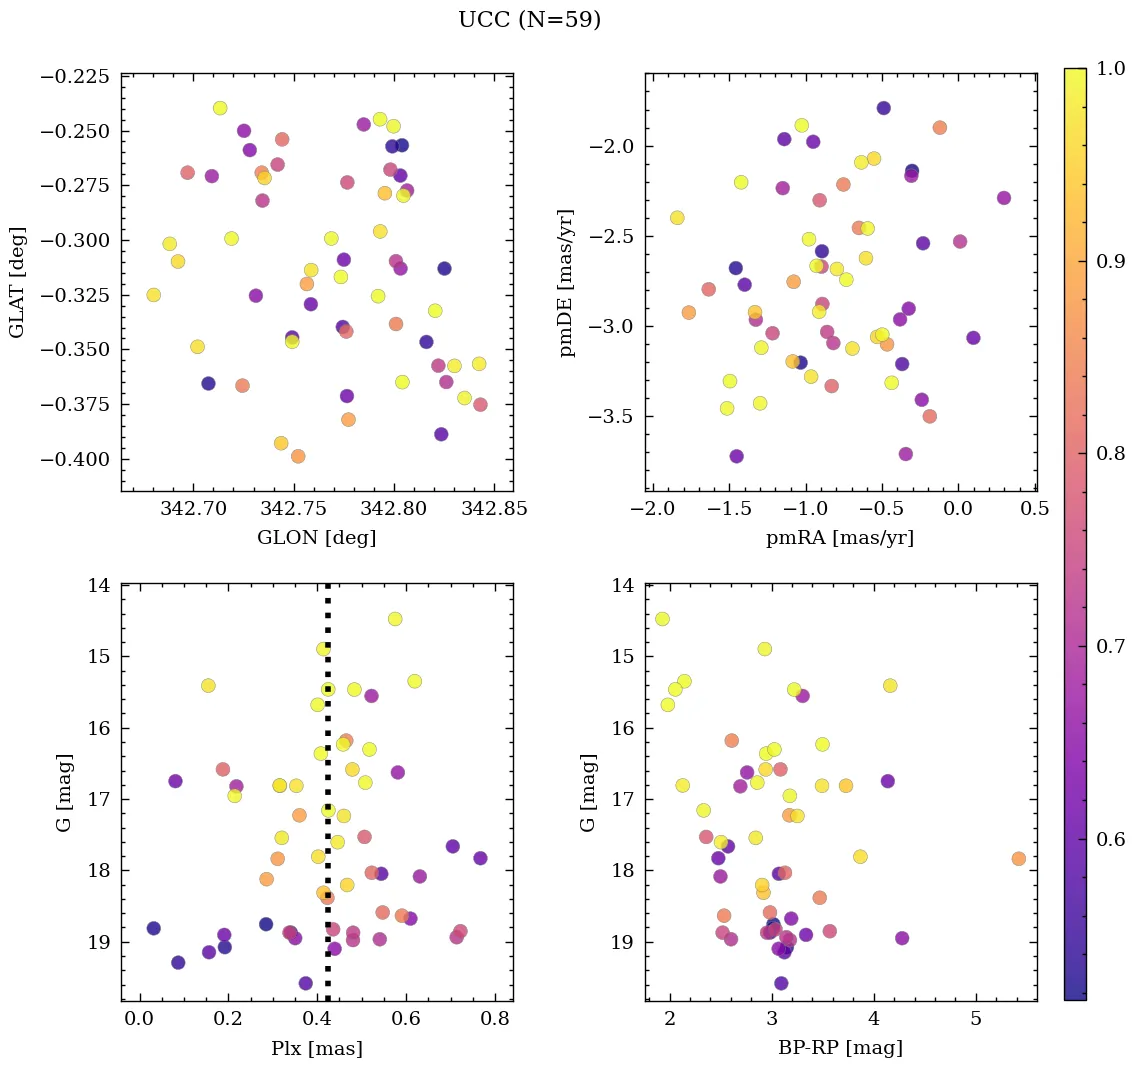 UCC (N=59)
−0.225
−0.250
−0.275
−0.300
−0.325
−0.350
−0.375
−0.400
GLAT [deg]
342.70 342.75 342.80 342.85
GLON [deg]
−2.0
−2.5
−3.0
−3.5
pmDE [mas/yr]
−2.0 −1.5 −1.0 −0.5 0.0 0.5
pmRA [mas/yr]
1.0
0.9
0.8
0.7
0.6
14
15
16
17
18
19
G [mag]
0.0 0.2 0.4 0.6 0.8
Plx [mas]
14
15
16
17
18
19
G [mag]
2 3 4 5
BP-RP [mag]